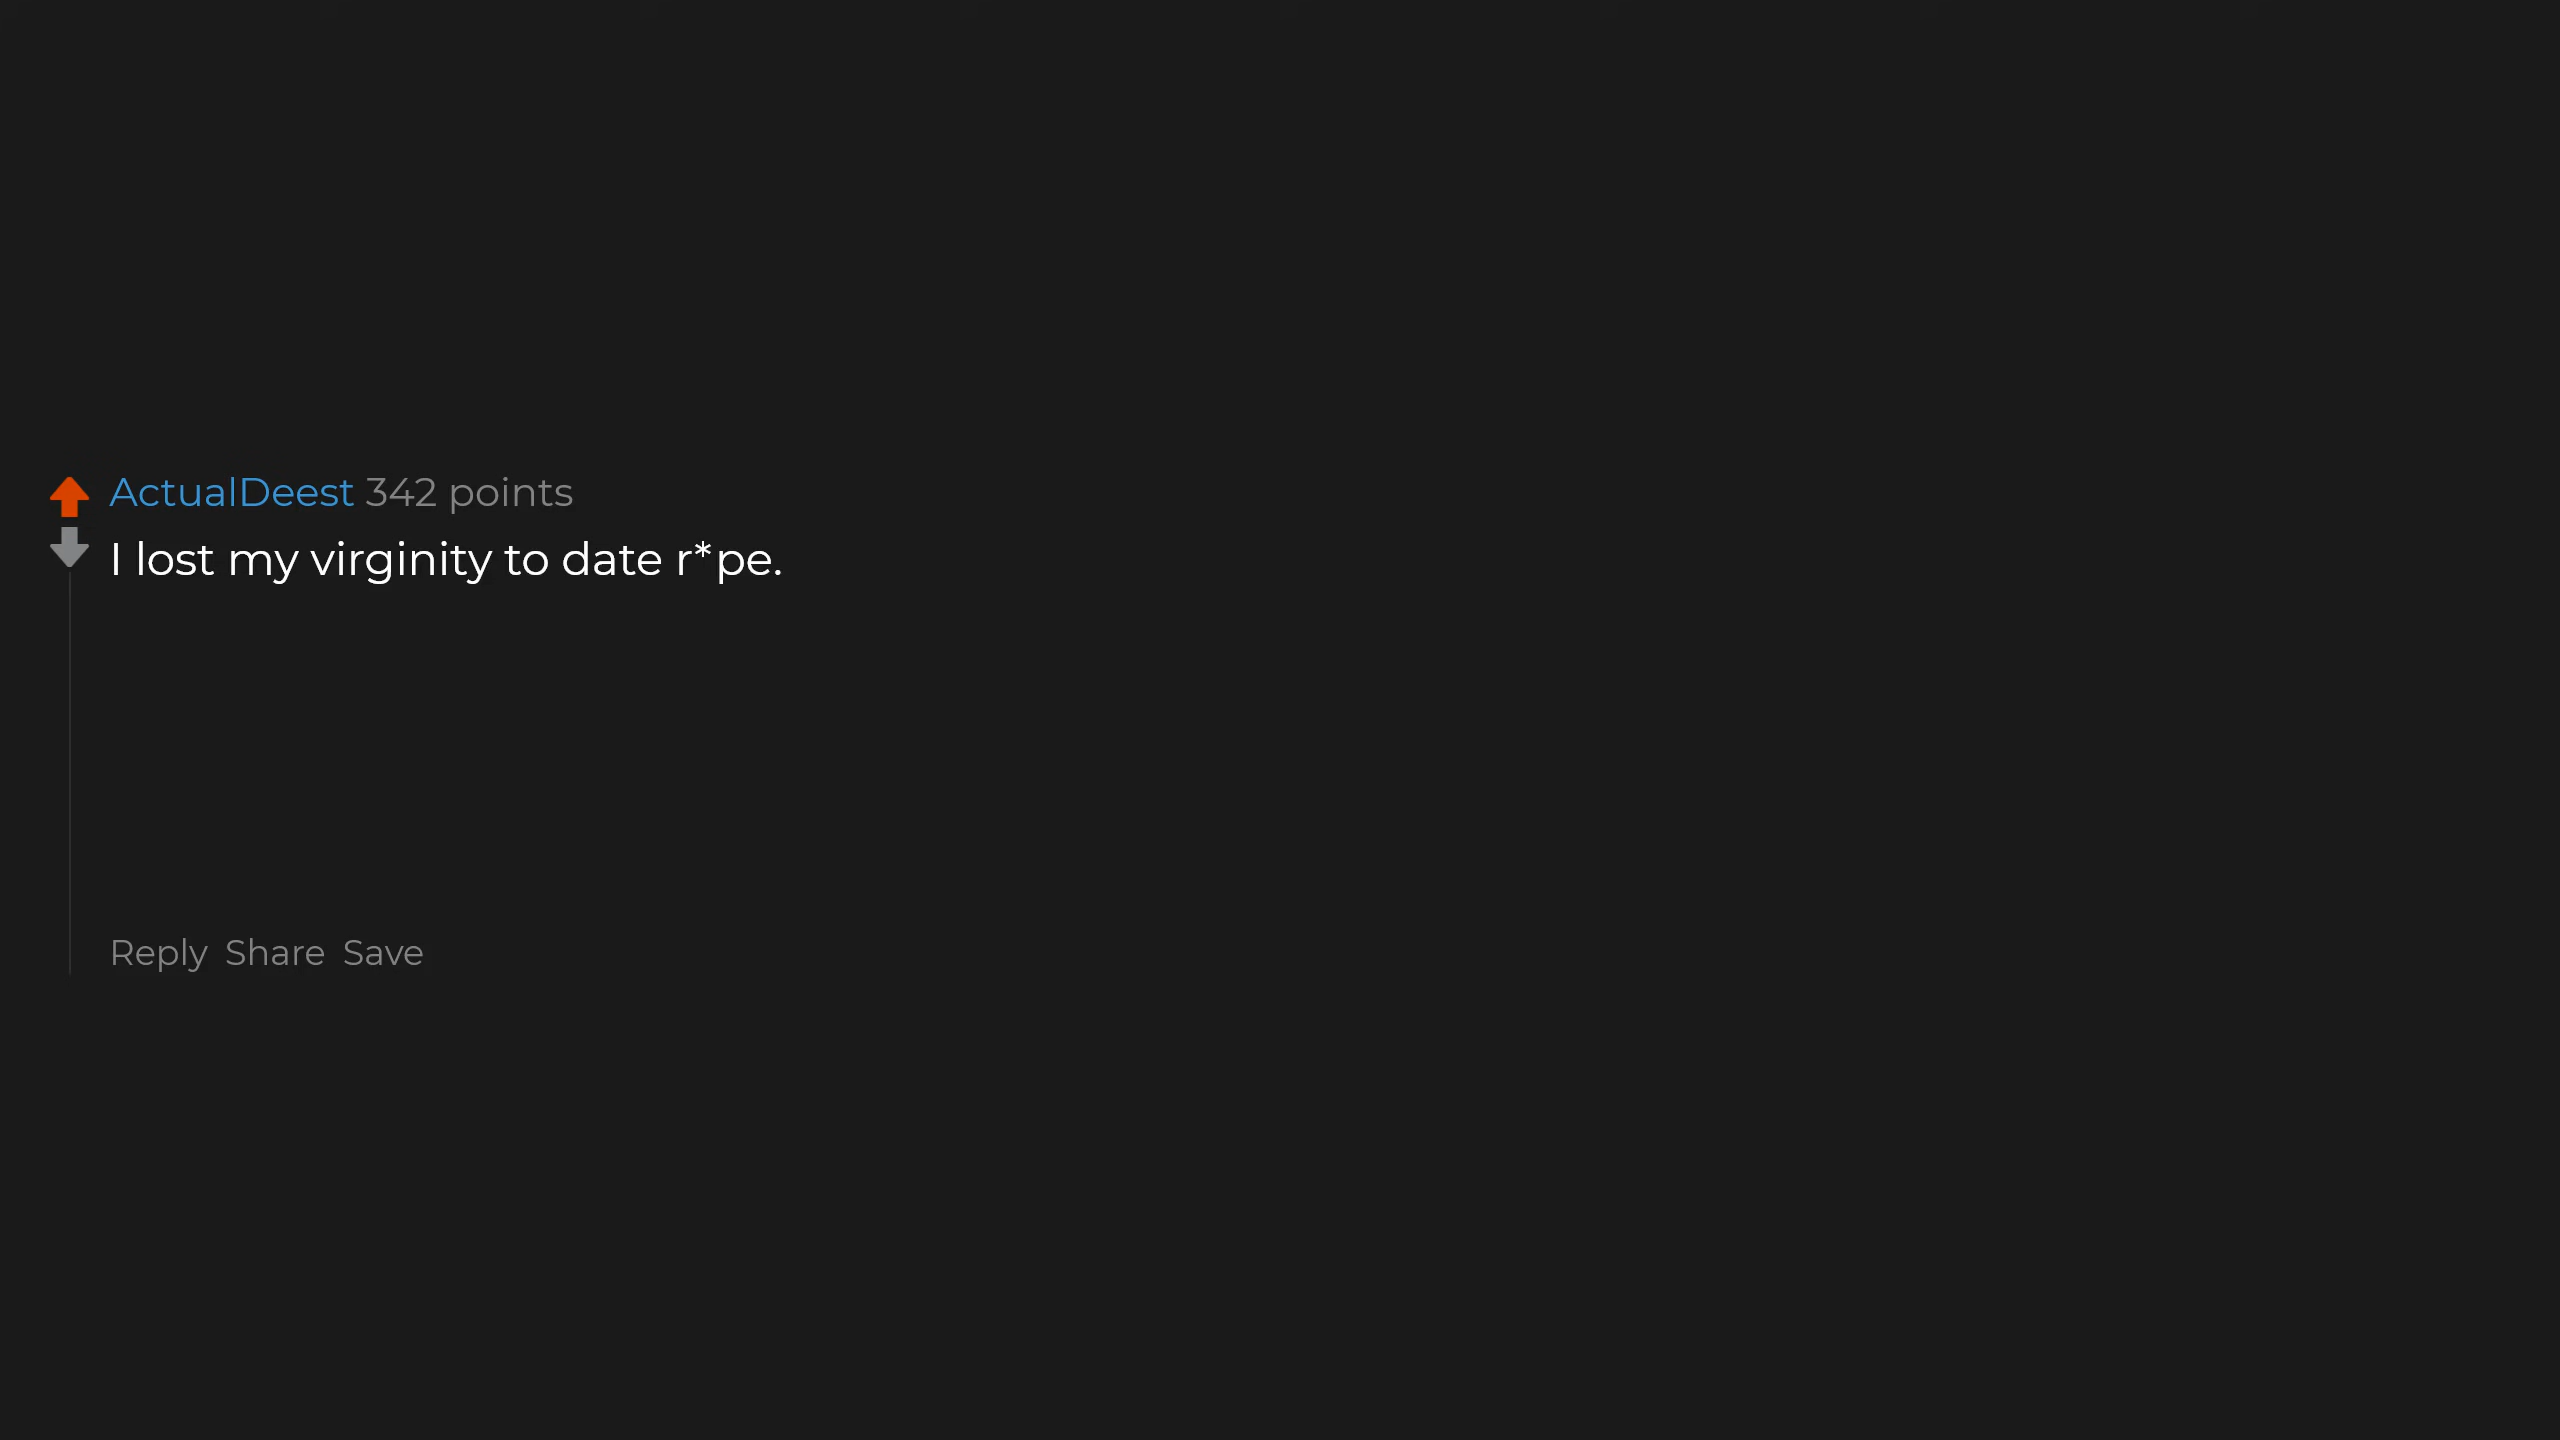 ActualDeest 342 points
I lost my virginity to date r*pe.
Reply Share Save